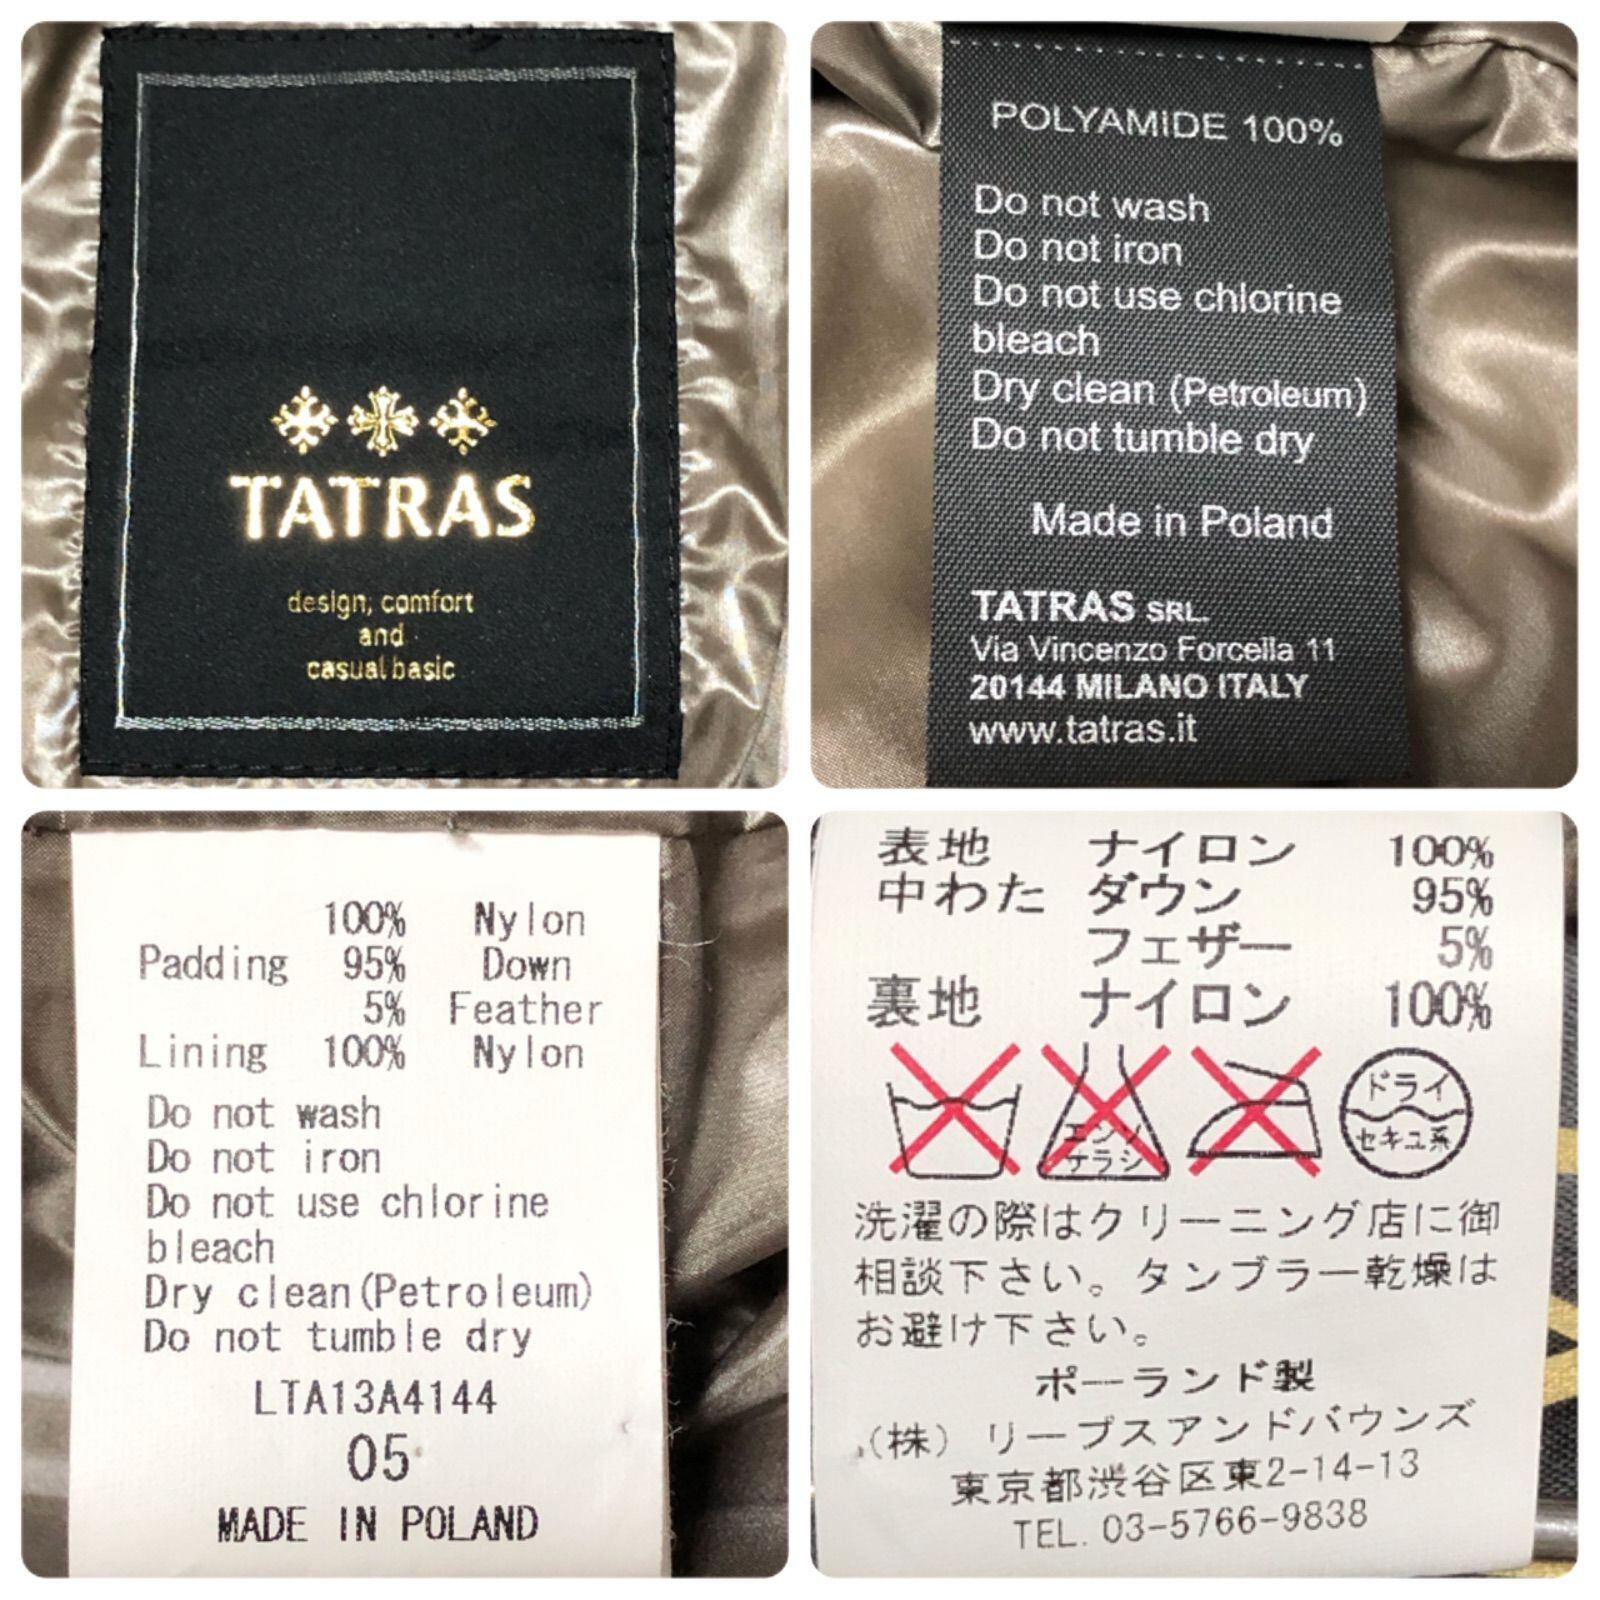 TATRAS
design, comfort
and
casual basic
POLYAMIDE 100%
Do not wash
Do not iron
Do not use chlorine
bleach
Dry clean (Petroleum)
Do not tumble dry
Made in Poland
TATRAS SRL.
Via Vincenzo Forcella 11
20144 MILANO ITALY
www.tatras.it
100% Nylon
Padding 95% Down
5% Feather
Lining 100% Nylon
Do not wash
Do not iron
Do not use chlorine
bleach
Dry clean(Petroleum)
Do not tumble dry
LTA13A4144
05
MADE IN POLAND
表地 ナイロン 100%
中わた ダウン 95%
フェザー 5%
裏地 ナイロン 100%
エンソ
サラシ
ドライ
セキユ系
洗濯の際はクリーニング店に御
相談下さい。タンブラー乾燥は
お避け下さい。
ポーランド製
(株) リーブスアンドバウンズ
東京都渋谷区東2-14-13
TEL. 03-5766-9838